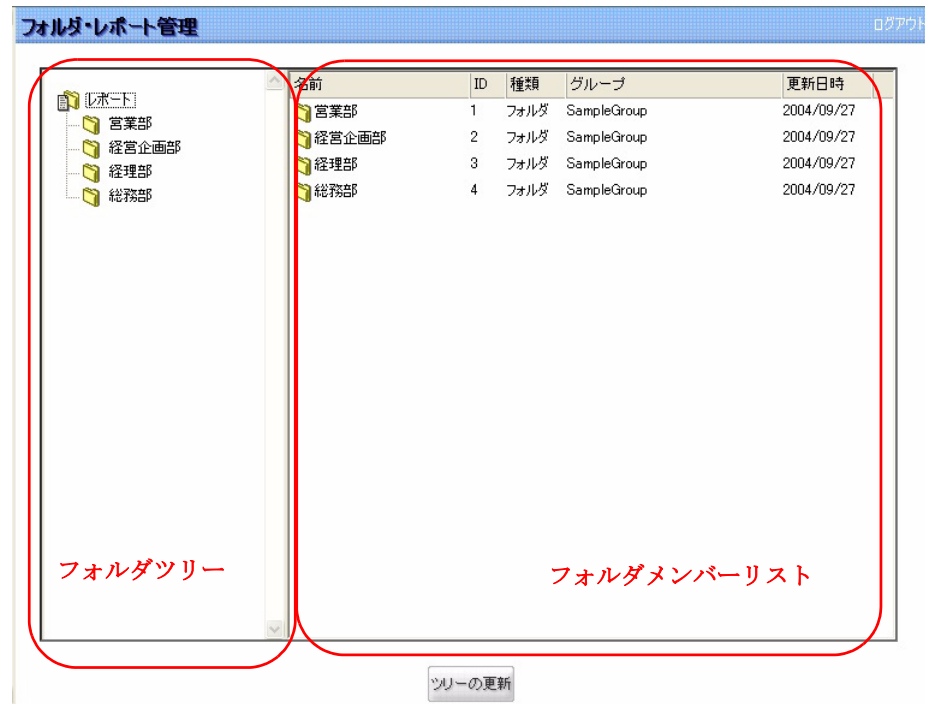 フォルダ・レポート管理
ログアウト
レポート
営業部
経営企画部
経理部
総務部
名前 ID 種類 グループ 更新日時
営業部 1 フォルダ SampleGroup 2004/09/27
経営企画部 2 フォルダ SampleGroup 2004/09/27
経理部 3 フォルダ SampleGroup 2004/09/27
総務部 4 フォルダ SampleGroup 2004/09/27
フォルダツリー
フォルダメンバーリスト
ツリーの更新